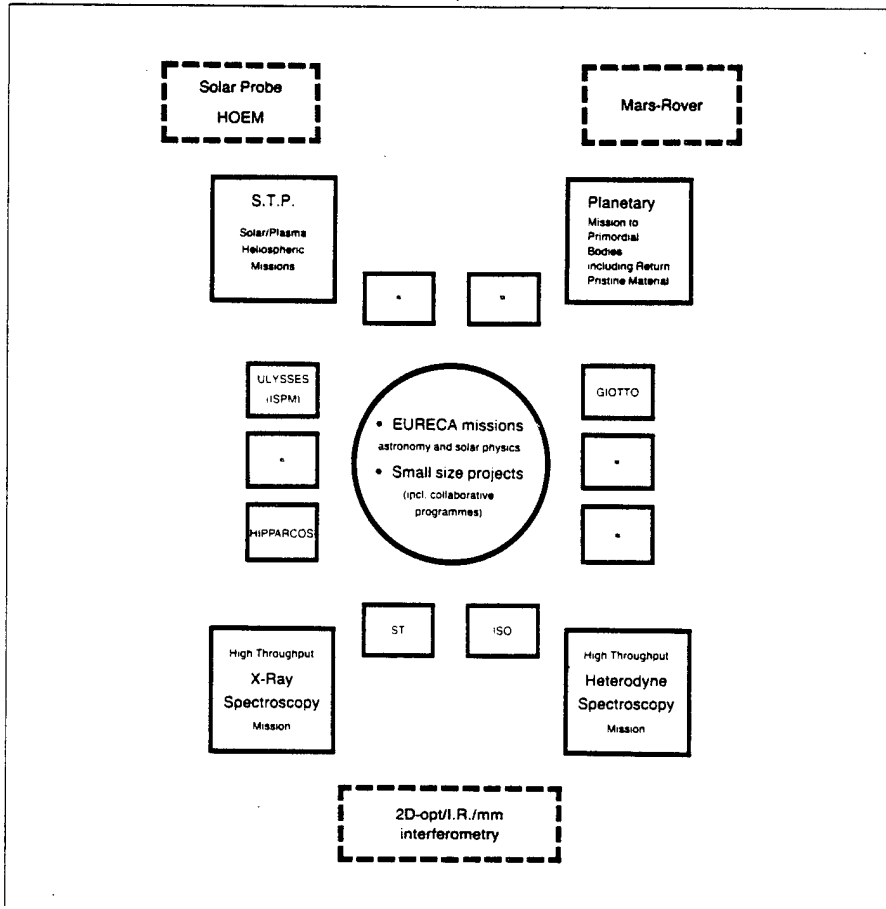 Solar Probe
HOEM
Mars-Rover
S.T.P.
Solar/Plasma
Heliospheric
Missions
Planetary
Mission to
Primordial
Bodies
including Return
Pristine Material
*
*
ULYSSES
(ISPM)
GIOTTO
• EURECA missions
astronomy and solar physics
• Small size projects
(incl. collaborative
programmes)
*
*
HIPPARCOS
*
ST
ISO
High Throughput
X-Ray
Spectroscopy
Mission
High Throughput
Heterodyne
Spectroscopy
Mission
2D-opt/I.R./mm
interferometry